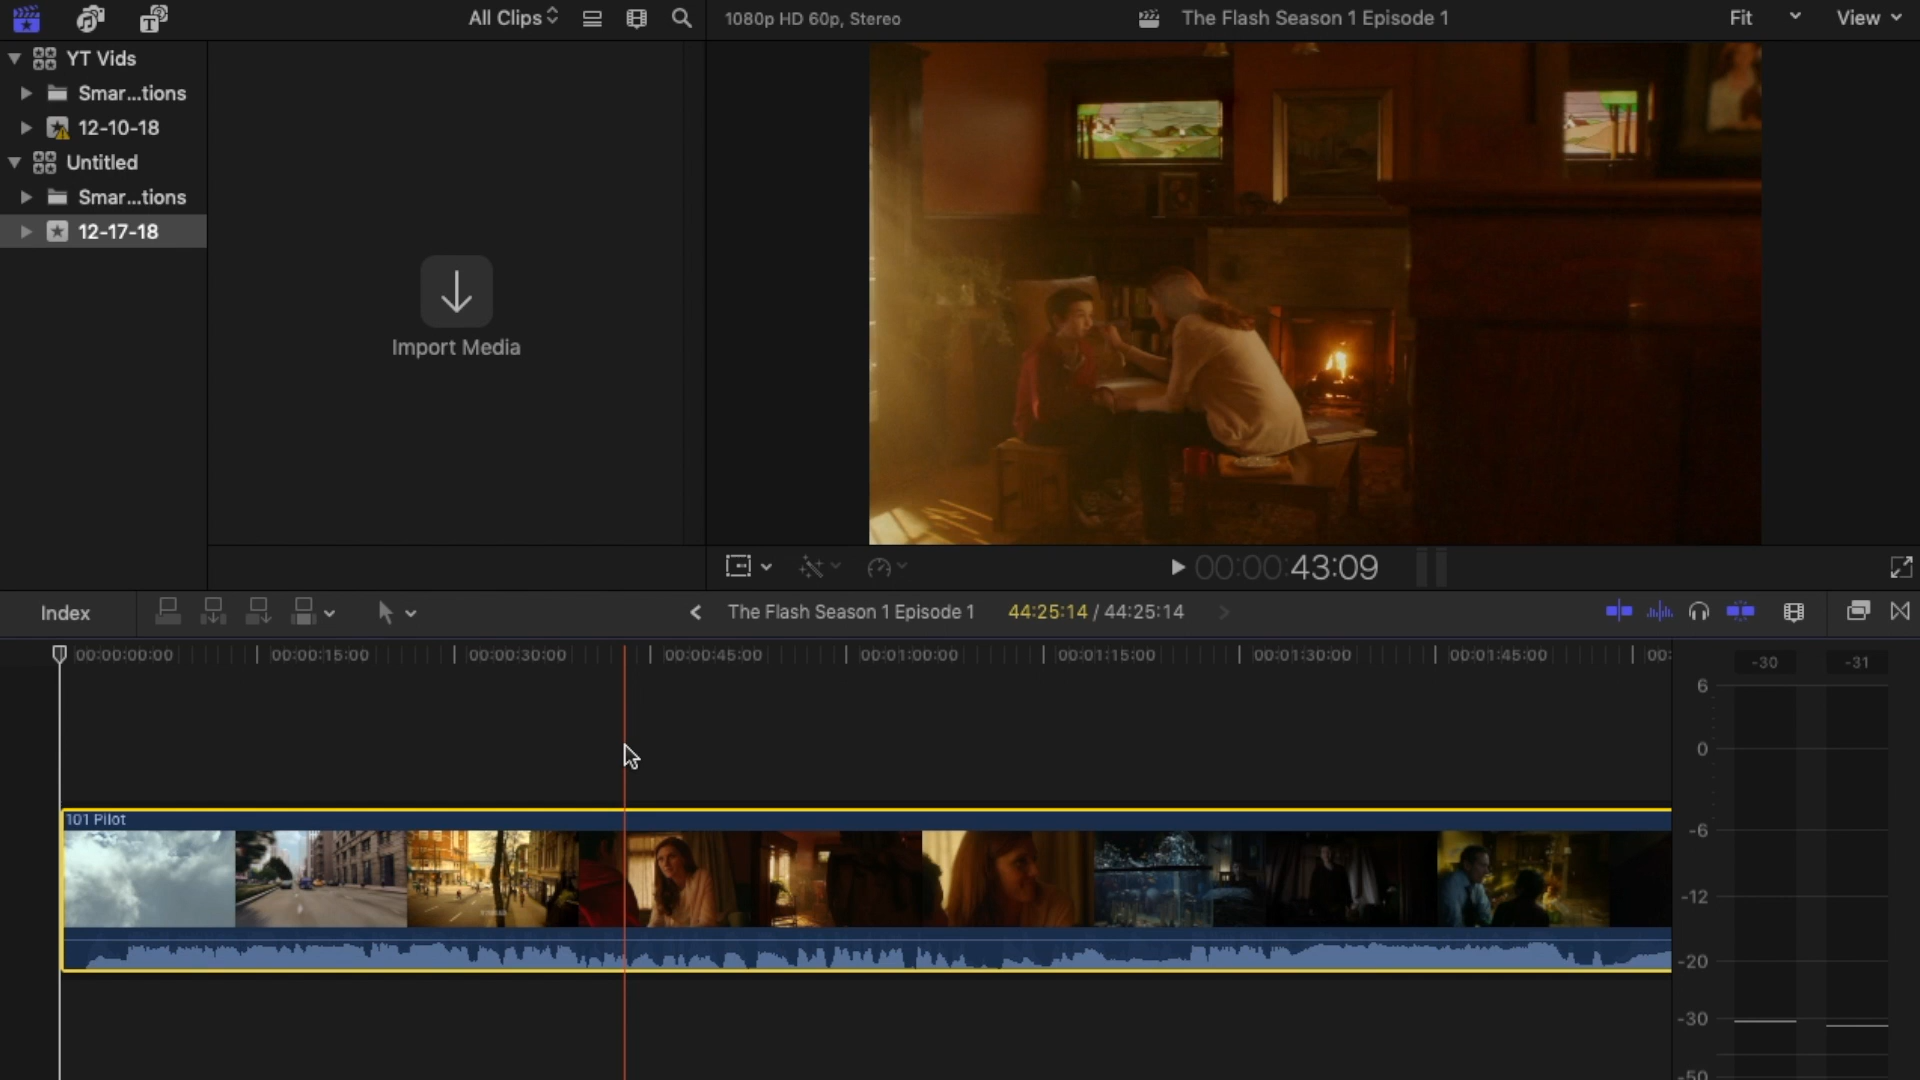 All Clips
1080p HD 60p, Stereo
The Flash Season 1 Episode 1
Fit
View
YT Vids
Smar...tions
12-10-18
Untitled
Smar...tions
12-17-18
Import Media
00:00:43:09
Index
The Flash Season 1 Episode 1
44:25:14 / 44:25:14
00:00:00:00
00:00:15:00
00:00:30:00
00:00:45:00
00:01:00:00
00:01:15:00
00:01:30:00
00:01:45:00
00:
-30
-31
6
0
-6
-12
-20
-30
-50
101 Pilot